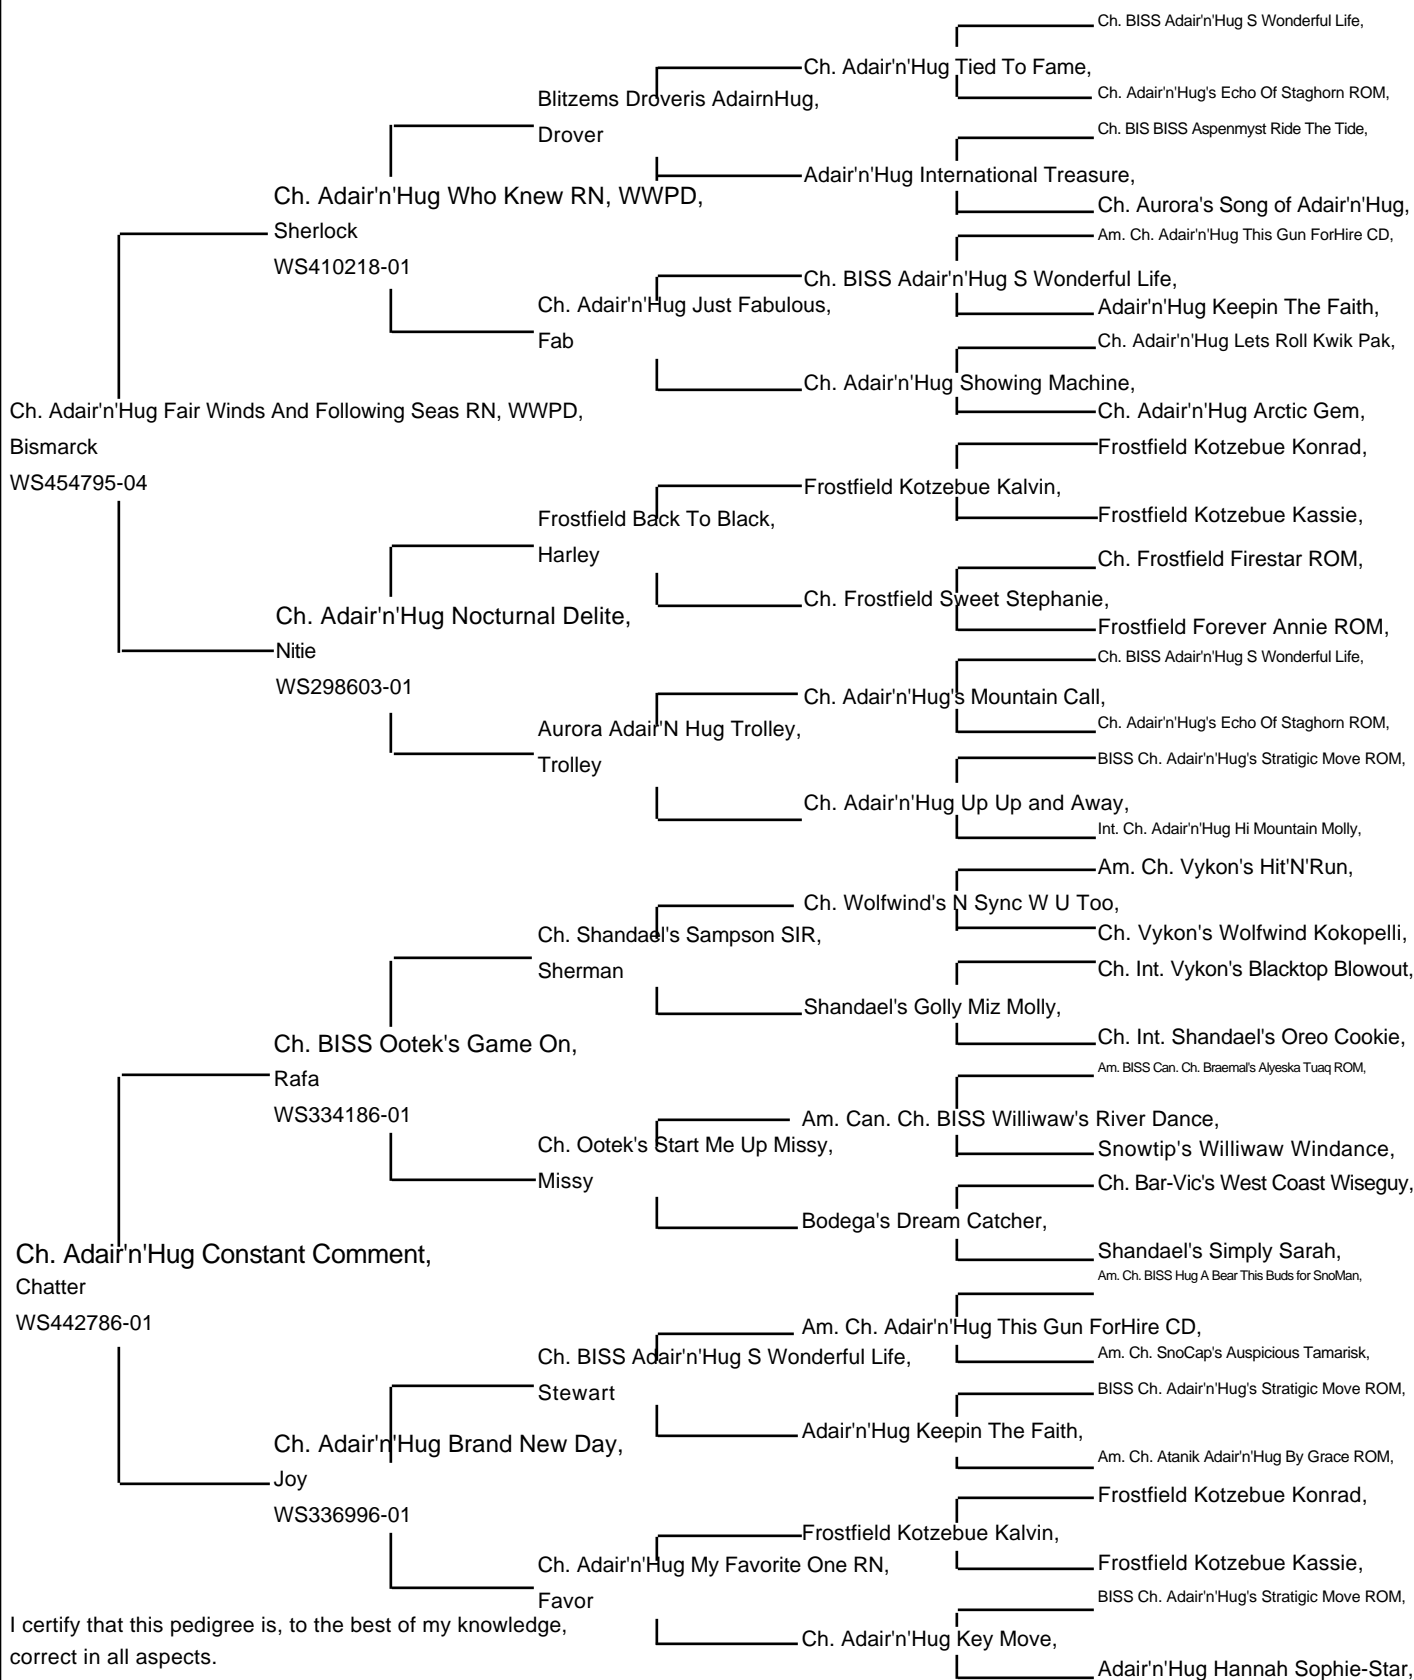 Ch. BISS Adair'n'Hug S Wonderful Life,
Ch. Adair'n'Hug Tied To Fame,
Blitzems Droveris AdairnHug,
Ch. Adair'n'Hug's Echo Of Staghorn ROM,
Drover
Ch. BIS BISS Aspenmyst Ride The Tide,
Adair'n'Hug International Treasure,
Ch. Adair'n'Hug Who Knew RN, WWPD,
Ch. Aurora's Song of Adair'n'Hug,
Sherlock
Am. Ch. Adair'n'Hug This Gun ForHire CD,
WS410218-01
Ch. BISS Adair'n'Hug S Wonderful Life,
Ch. Adair'n'Hug Just Fabulous,
Adair'n'Hug Keepin The Faith,
Fab
Ch. Adair'n'Hug Lets Roll Kwik Pak,
Ch. Adair'n'Hug Showing Machine,
Ch. Adair'n'Hug Fair Winds And Following Seas RN, WWPD,
Ch. Adair'n'Hug Arctic Gem,
Bismarck
Frostfield Kotzebue Konrad,
WS454795-04
Frostfield Kotzebue Kalvin,
Frostfield Back To Black,
Frostfield Kotzebue Kassie,
Harley
Ch. Frostfield Firestar ROM,
Ch. Frostfield Sweet Stephanie,
Ch. Adair'n'Hug Nocturnal Delite,
Frostfield Forever Annie ROM,
Nitie
Ch. BISS Adair'n'Hug S Wonderful Life,
WS298603-01
Ch. Adair'n'Hug's Mountain Call,
Aurora Adair'N Hug Trolley,
Ch. Adair'n'Hug's Echo Of Staghorn ROM,
Trolley
BISS Ch. Adair'n'Hug's Stratigic Move ROM,
Ch. Adair'n'Hug Up Up and Away,
Int. Ch. Adair'n'Hug Hi Mountain Molly,
Am. Ch. Vykon's Hit'N'Run,
Ch. Wolfwind's N Sync W U Too,
Ch. Shandael's Sampson SIR,
Ch. Vykon's Wolfwind Kokopelli,
Sherman
Ch. Int. Vykon's Blacktop Blowout,
Shandael's Golly Miz Molly,
Ch. BISS Ootek's Game On,
Ch. Int. Shandael's Oreo Cookie,
Rafa
Am. BISS Can. Ch. Braemal's Alyeska Tuaq ROM,
WS334186-01
Am. Can. Ch. BISS Williwaw's River Dance,
Ch. Ootek's Start Me Up Missy,
Snowtip's Williwaw Windance,
Missy
Ch. Bar-Vic's West Coast Wiseguy,
Bodega's Dream Catcher,
Ch. Adair'n'Hug Constant Comment,
Shandael's Simply Sarah,
Chatter
Am. Ch. BISS Hug A Bear This Buds for SnoMan,
WS442786-01
Am. Ch. Adair'n'Hug This Gun ForHire CD,
Ch. BISS Adair'n'Hug S Wonderful Life,
Am. Ch. SnoCap's Auspicious Tamarisk,
Stewart
BISS Ch. Adair'n'Hug's Stratigic Move ROM,
Adair'n'Hug Keepin The Faith,
Ch. Adair'n'Hug Brand New Day,
Am. Ch. Atanik Adair'n'Hug By Grace ROM,
Joy
Frostfield Kotzebue Konrad,
WS336996-01
Frostfield Kotzebue Kalvin,
Ch. Adair'n'Hug My Favorite One RN,
Frostfield Kotzebue Kassie,
Favor
BISS Ch. Adair'n'Hug's Stratigic Move ROM,
Ch. Adair'n'Hug Key Move,
Adair'n'Hug Hannah Sophie-Star,
I certify that this pedigree is, to the best of my knowledge,
correct in all aspects.